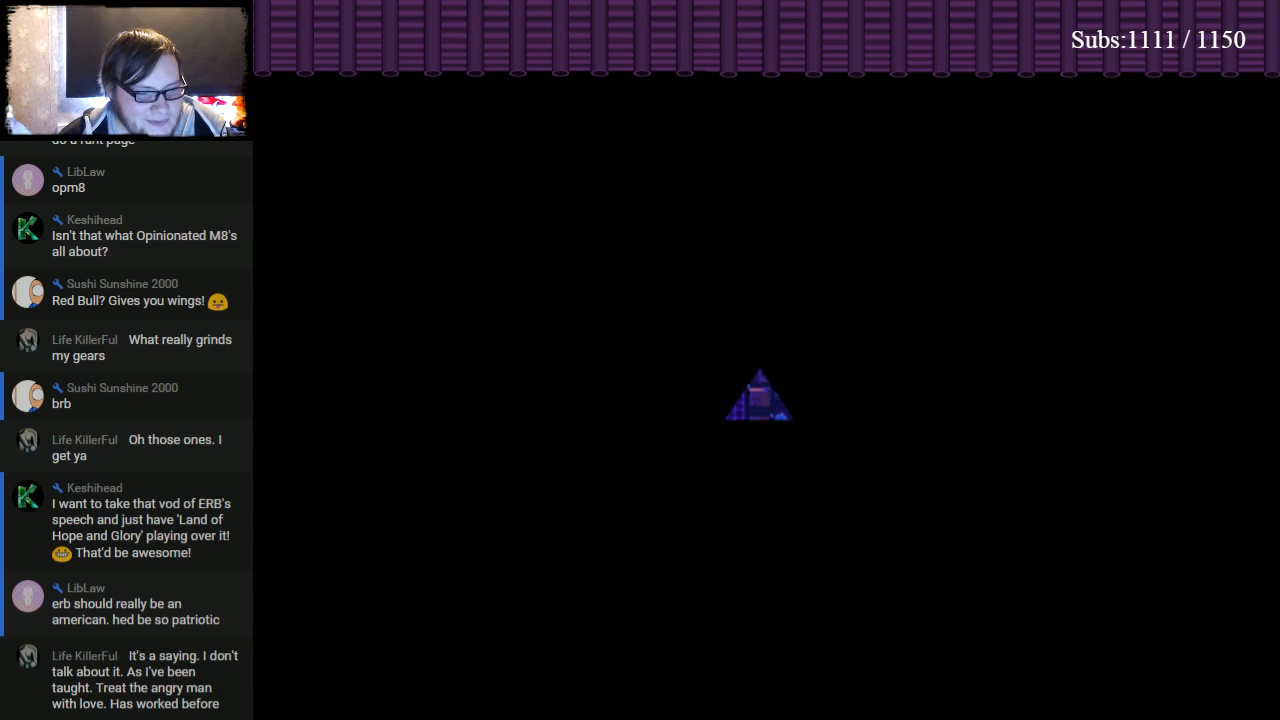 Subs:1111 / 1150
do a rant page
LibLaw
opm8
Keshihead
Isn't that what Opinionated M8's
all about?
Sushi Sunshine 2000
Red Bull? Gives you wings!
Life KillerFul What really grinds
my gears
Sushi Sunshine 2000
brb
Life KillerFul Oh those ones. I
get ya
Keshihead
I want to take that vod of ERB's
speech and just have 'Land of
Hope and Glory' playing over it!
That'd be awesome!
LibLaw
erb should really be an
american. hed be so patriotic
Life KillerFul It's a saying. I don't
talk about it. As I've been
taught. Treat the angry man
with love. Has worked before